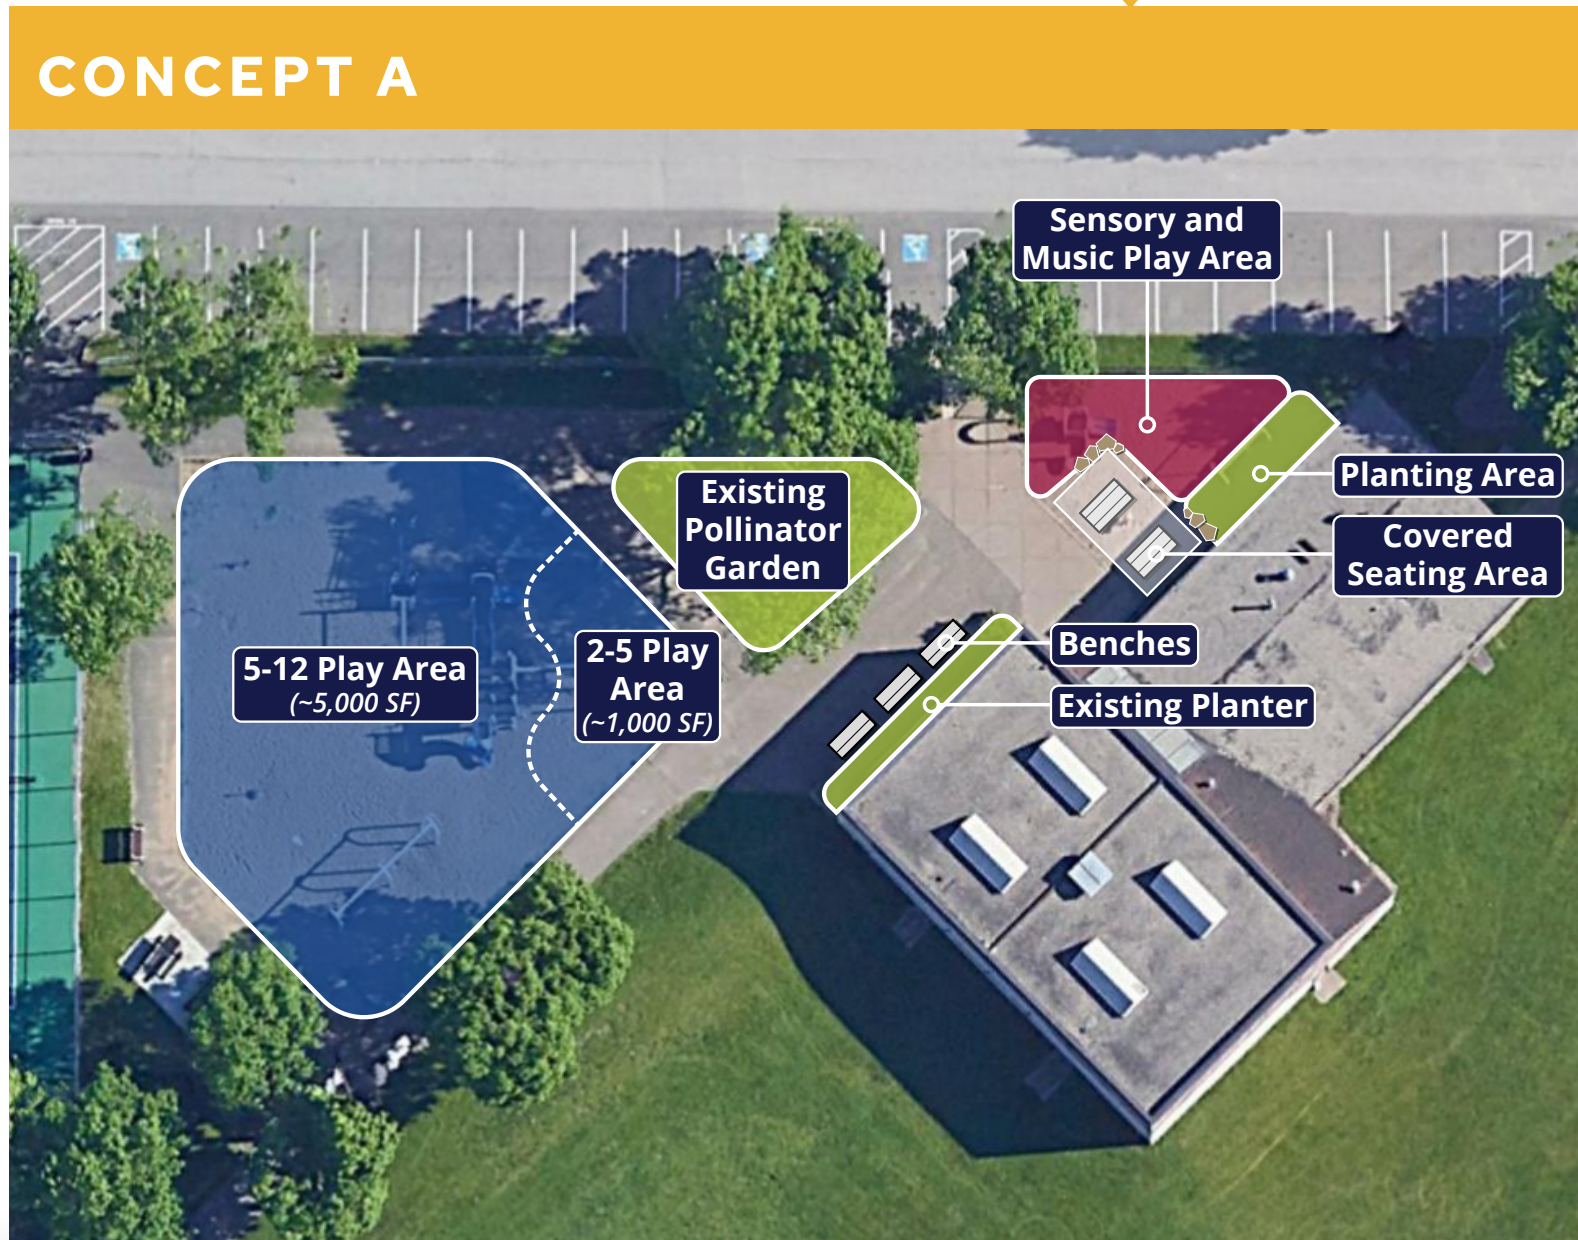 CONCEPT A
Sensory and
Music Play Area
Planting Area
Existing
Pollinator
Garden
Covered
Seating Area
Benches
5-12 Play Area
(~5,000 SF)
2-5 Play
Area
(~1,000 SF)
Existing Planter